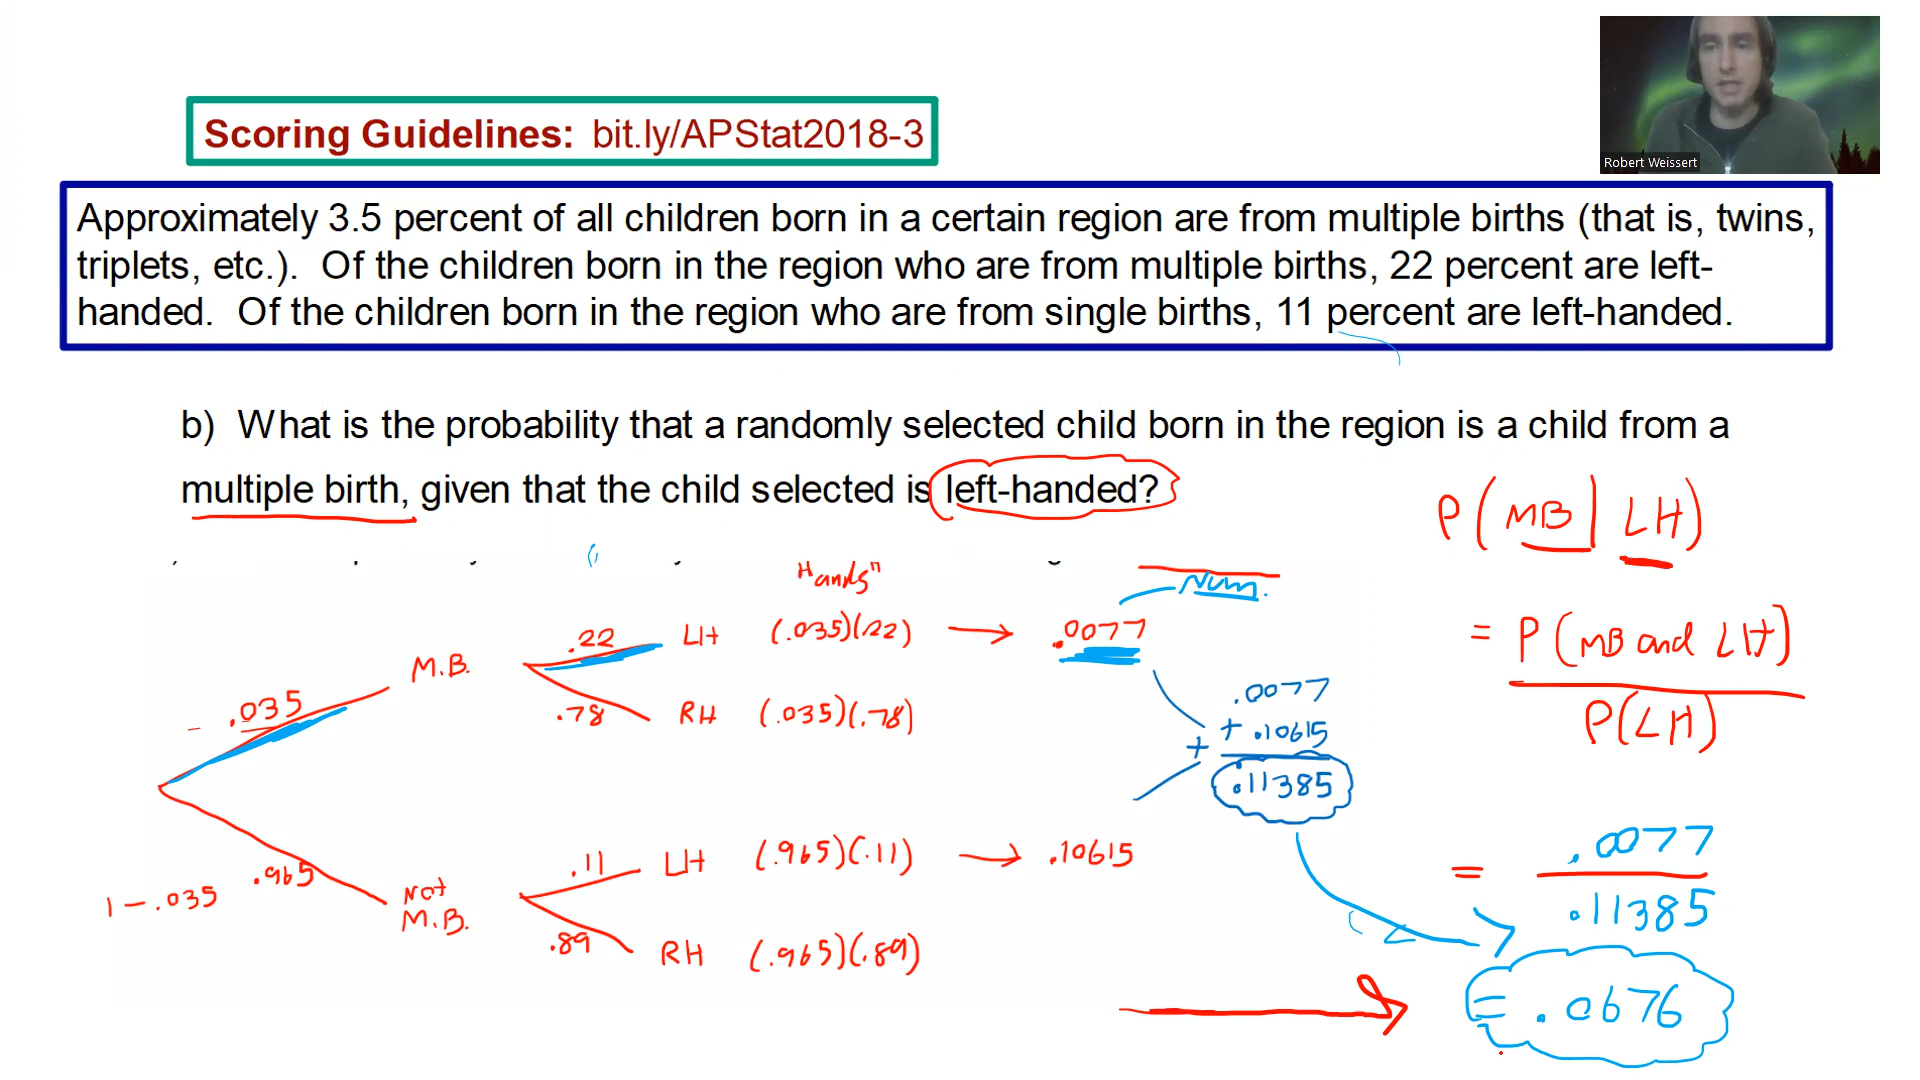 Scoring Guidelines: bit.ly/APStat2018-3
Robert Weissert
Approximately 3.5 percent of all children born in a certain region are from multiple births (that is, twins,
triplets, etc.). Of the children born in the region who are from multiple births, 22 percent are left-
handed. Of the children born in the region who are from single births, 11 percent are left-handed.
b) What is the probability that a randomly selected child born in the region is a child from a
multiple birth, given that the child selected is left-handed?
P(MB | LH)
= P(MB and LH)
P(LH)
= .0077
.11385
= .0676
"ands"
Num.
.035
M.B.
.22 LH (.035)(.22) → .0077
.78 RH (.035)(.78)
.0077
+ + .10615
.11385
1 - .035 .965
Not
M.B.
.11 LH (.965)(.11) → .10615
.89 RH (.965)(.89)